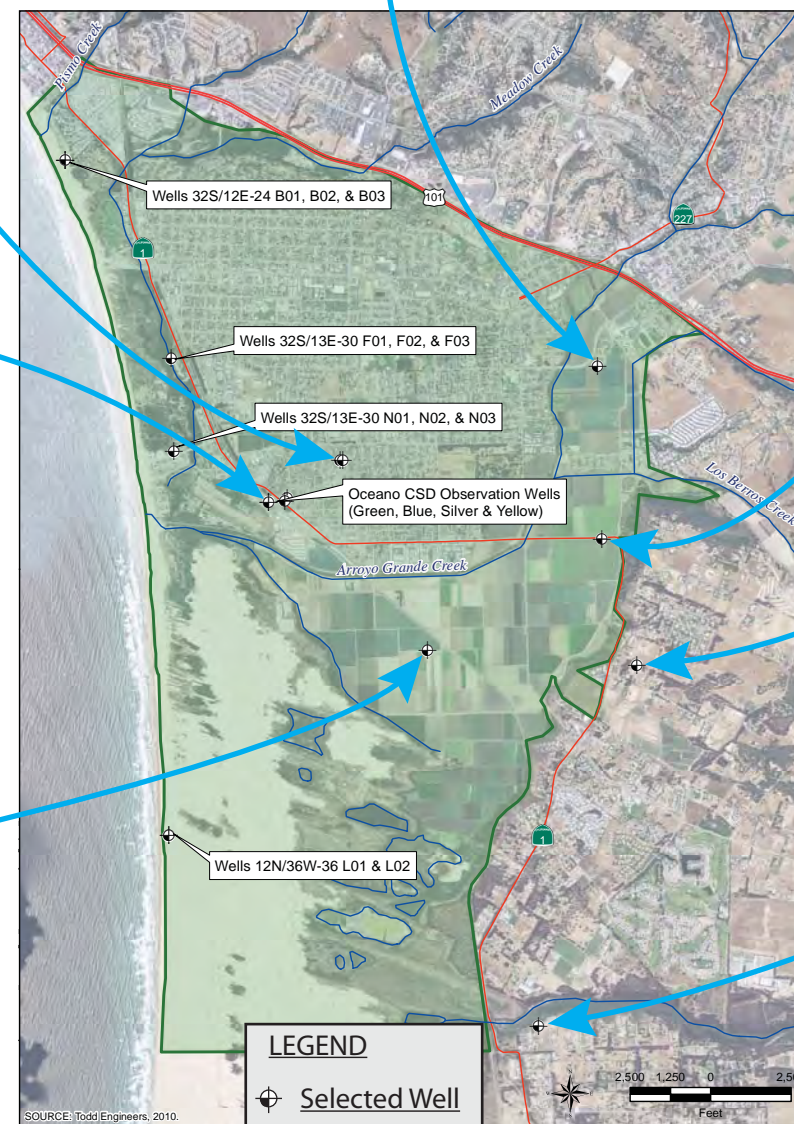 Pismo Creek
Meadow Creek
Wells 32S/12E-24 B01, B02, & B03
101
227
1
Wells 32S/13E-30 F01, F02, & F03
Wells 32S/13E-30 N01, N02, & N03
Oceano CSD Observation Wells
(Green, Blue, Silver & Yellow)
Los Berros Creek
Arroyo Grande Creek
1
Wells 12N/36W-36 L01 & L02
LEGEND
Selected Well
2,500 1,250 0 2,50
Feet
SOURCE: Todd Engineers, 2010.